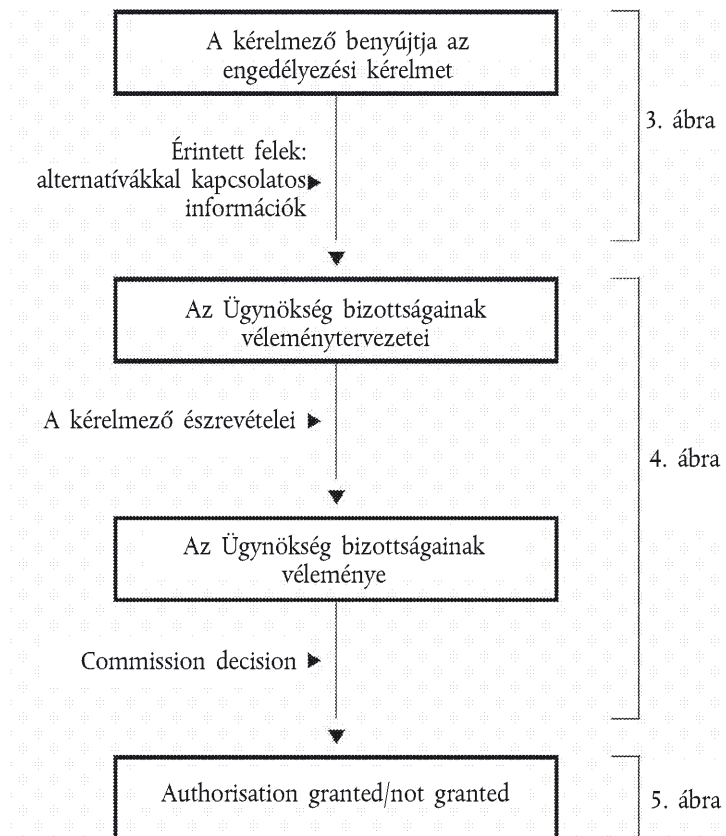 A kérelmező benyújtja az
engedélyezési kérelmet
3. ábra
Érintett felek:
alternatívákkal kapcsolatos
információk
Az Ügynökség bizottságainak
véleménytervezetei
A kérelmező észrevételei
4. ábra
Az Ügynökség bizottságainak
véleménye
Commission decision
Authorisation granted/not granted
5. ábra